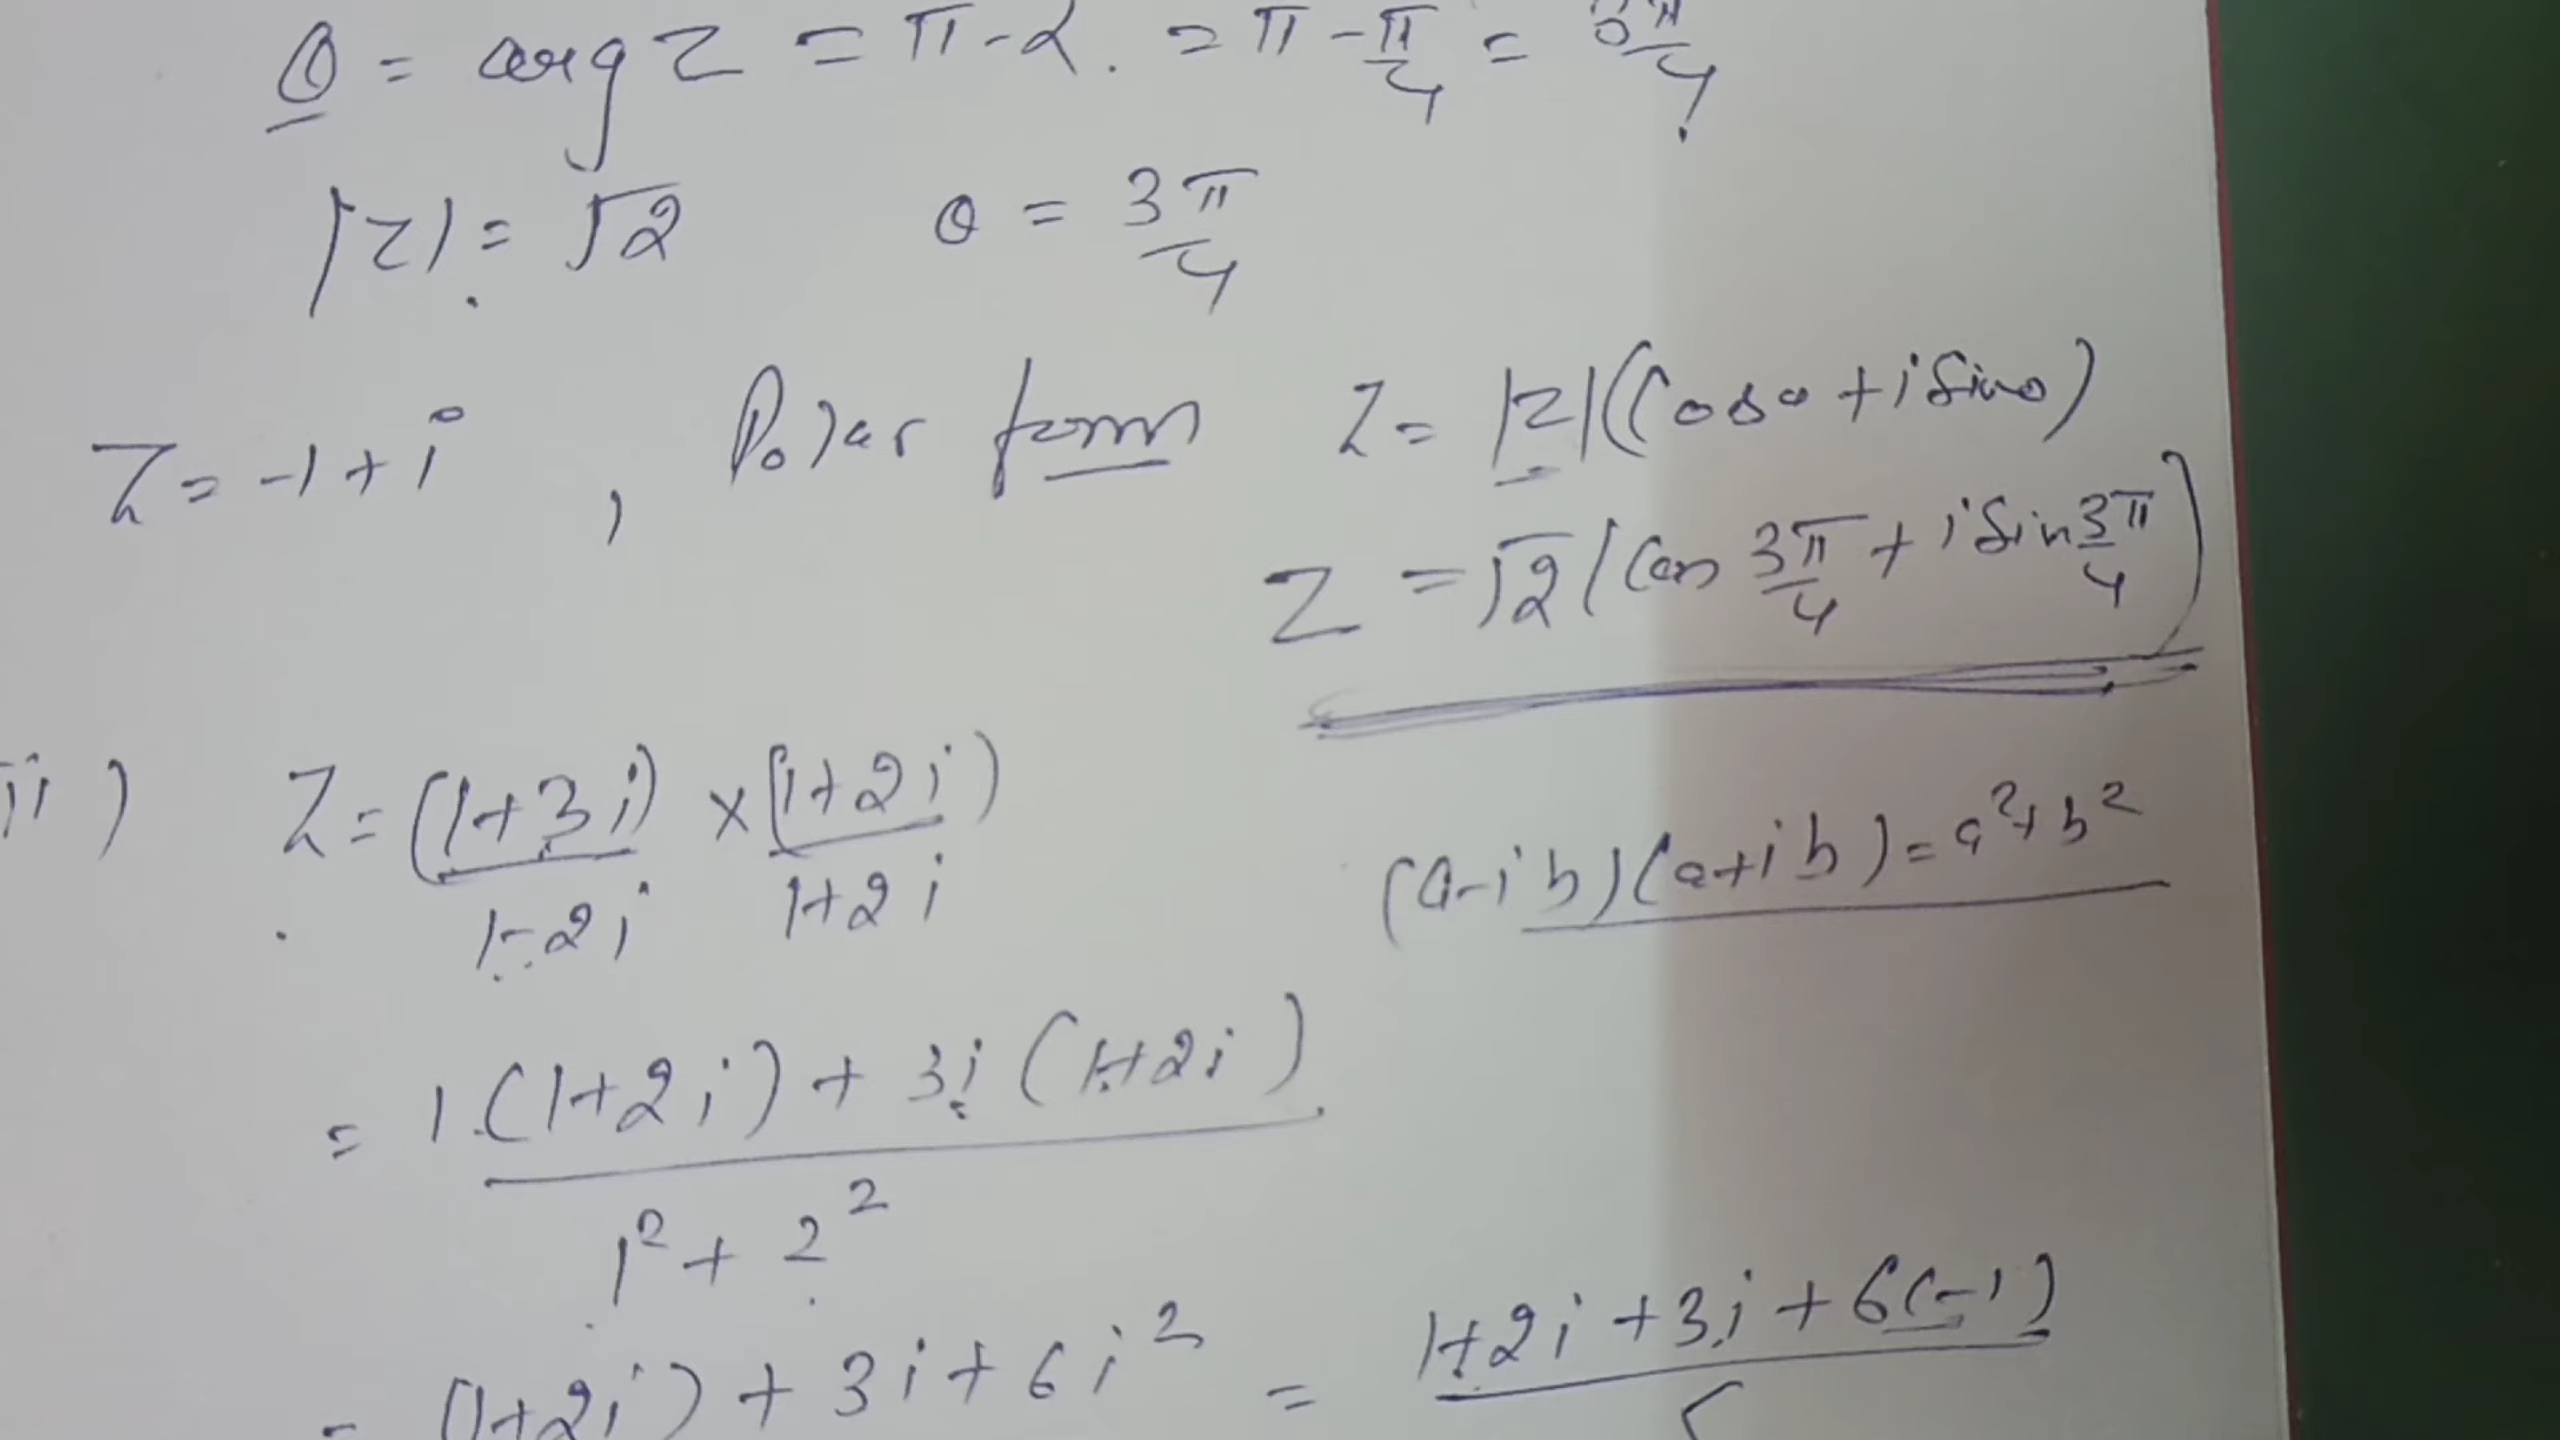 θ = arg z = π - α. = π - π/4 = 3π/4
|z| = √2 θ = 3π/4
Z = -1 + i , Polar form Z = |z|(Cosθ + i Sinθ)
Z = √2 (Cos 3π/4 + i Sin 3π/4)
ii) Z = (1+3i)/(1-2i) × (1+2i)/(1+2i) (a-ib)(a+ib) = a²+b²
= 1.(1+2i) + 3i(1+2i) / 1² + 2²
= (1+2i) + 3i + 6i² = 1+2i+3i+6(-1) / 5